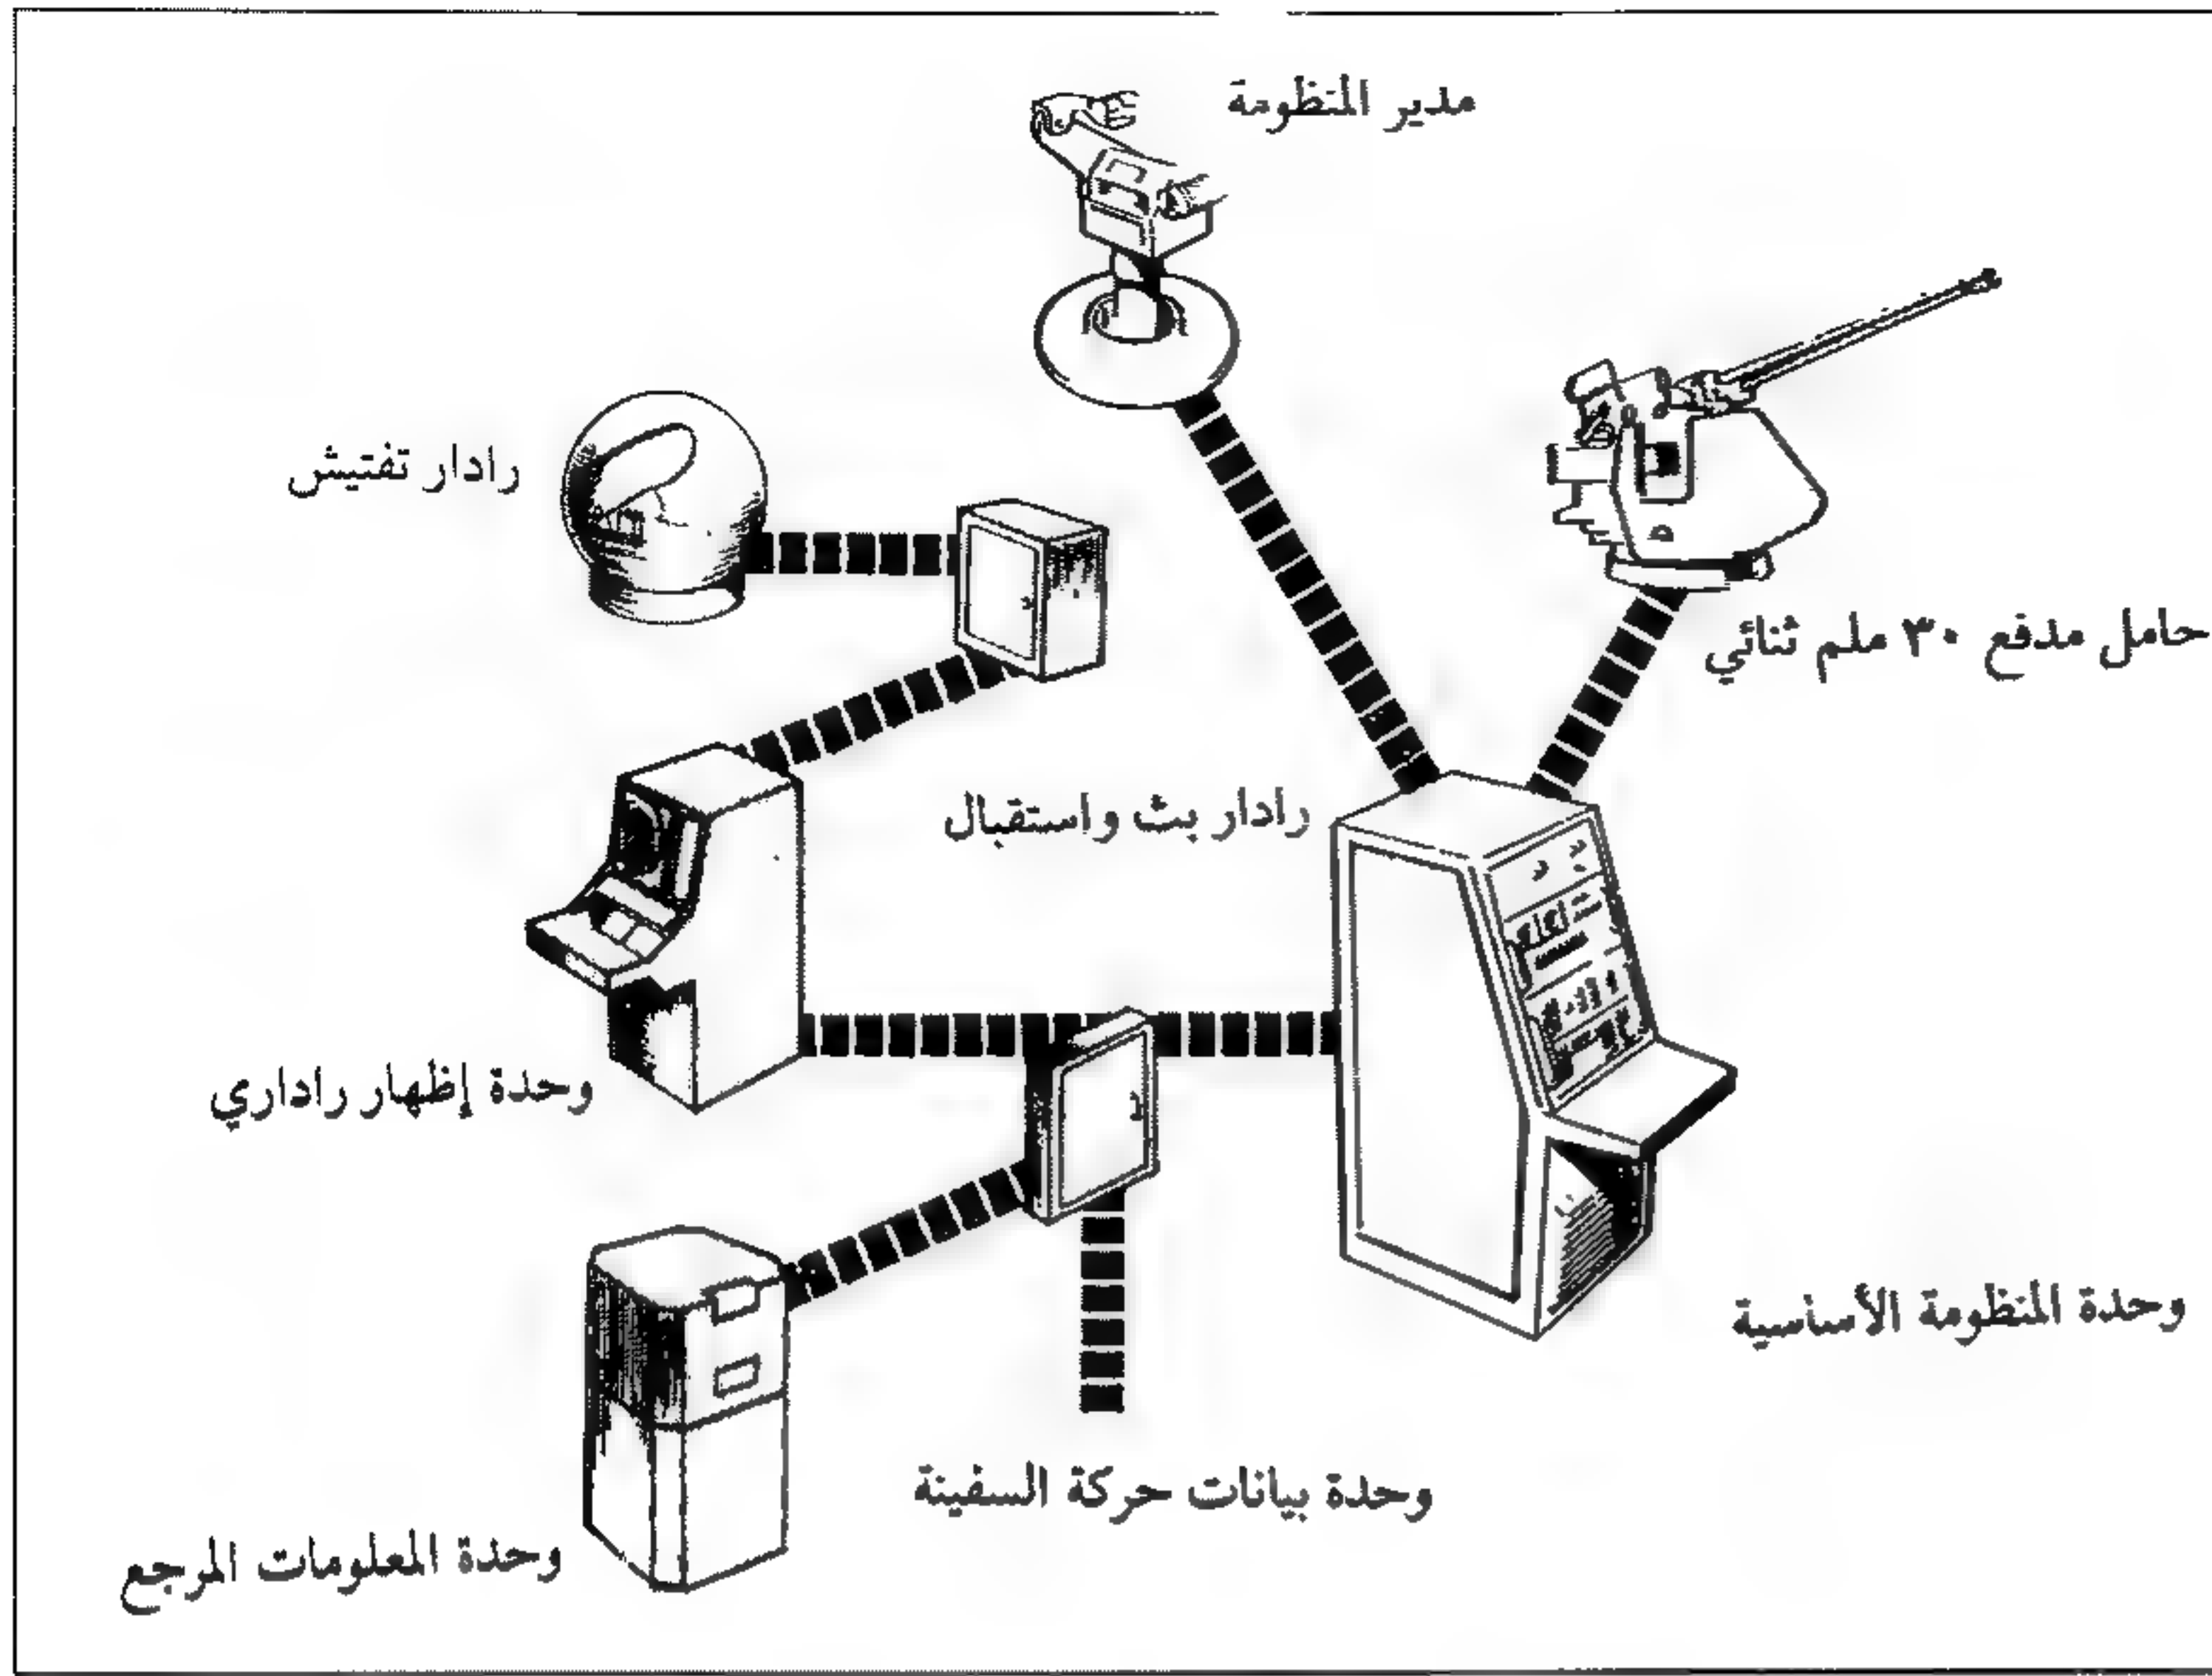 مدير المنظومة
رادار تفتيش
حامل مدفع ٣٠ ملم ثنائي
رادار بث واستقبال
وحدة إظهار راداري
وحدة المنظومة الأساسية
وحدة بيانات حركة السفينة
وحدة المعلومات المرجع